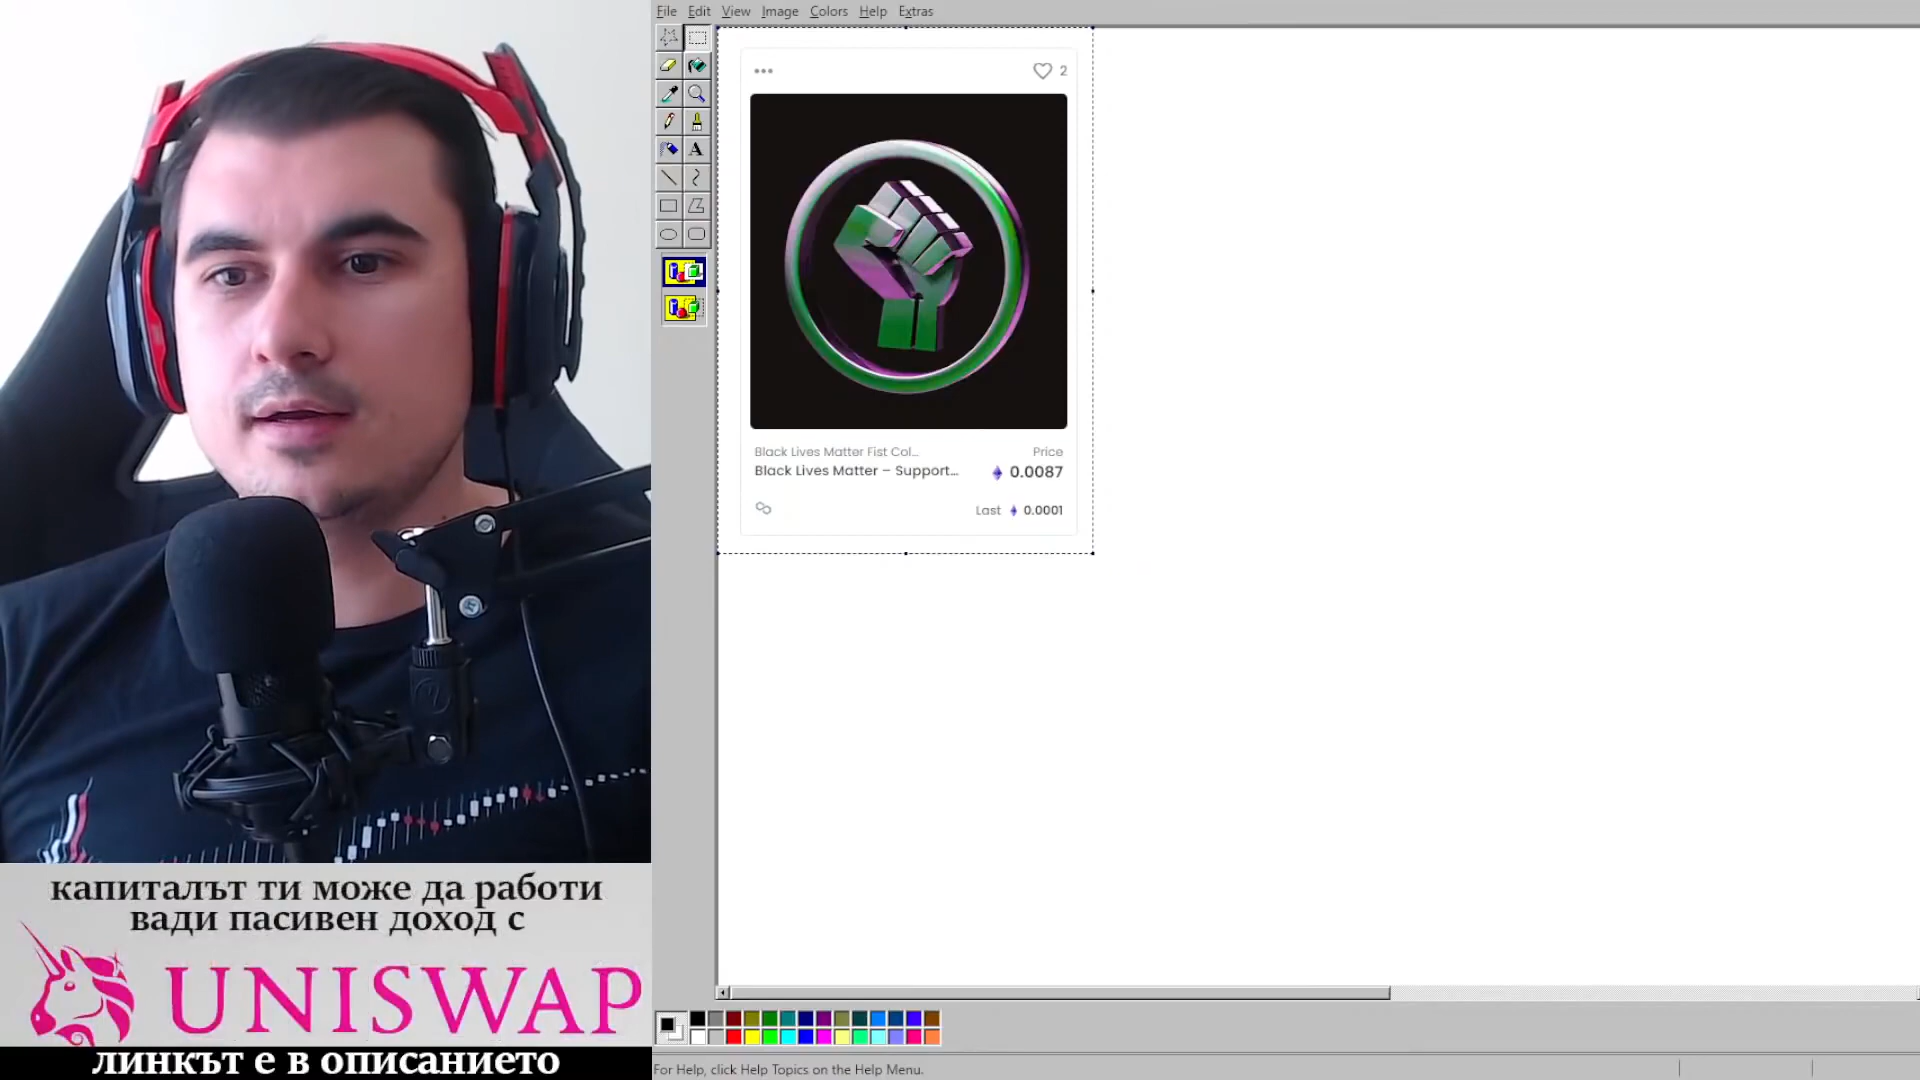 File Edit View Image Colors Help Extras
2
Black Lives Matter Fist Col...
Price
Black Lives Matter – Support...
0.0087
Last 0.0001
капиталът ти може да работи
вади пасивен доход с
UNISWAP
линкът е в описанието
For Help, click Help Topics on the Help Menu.